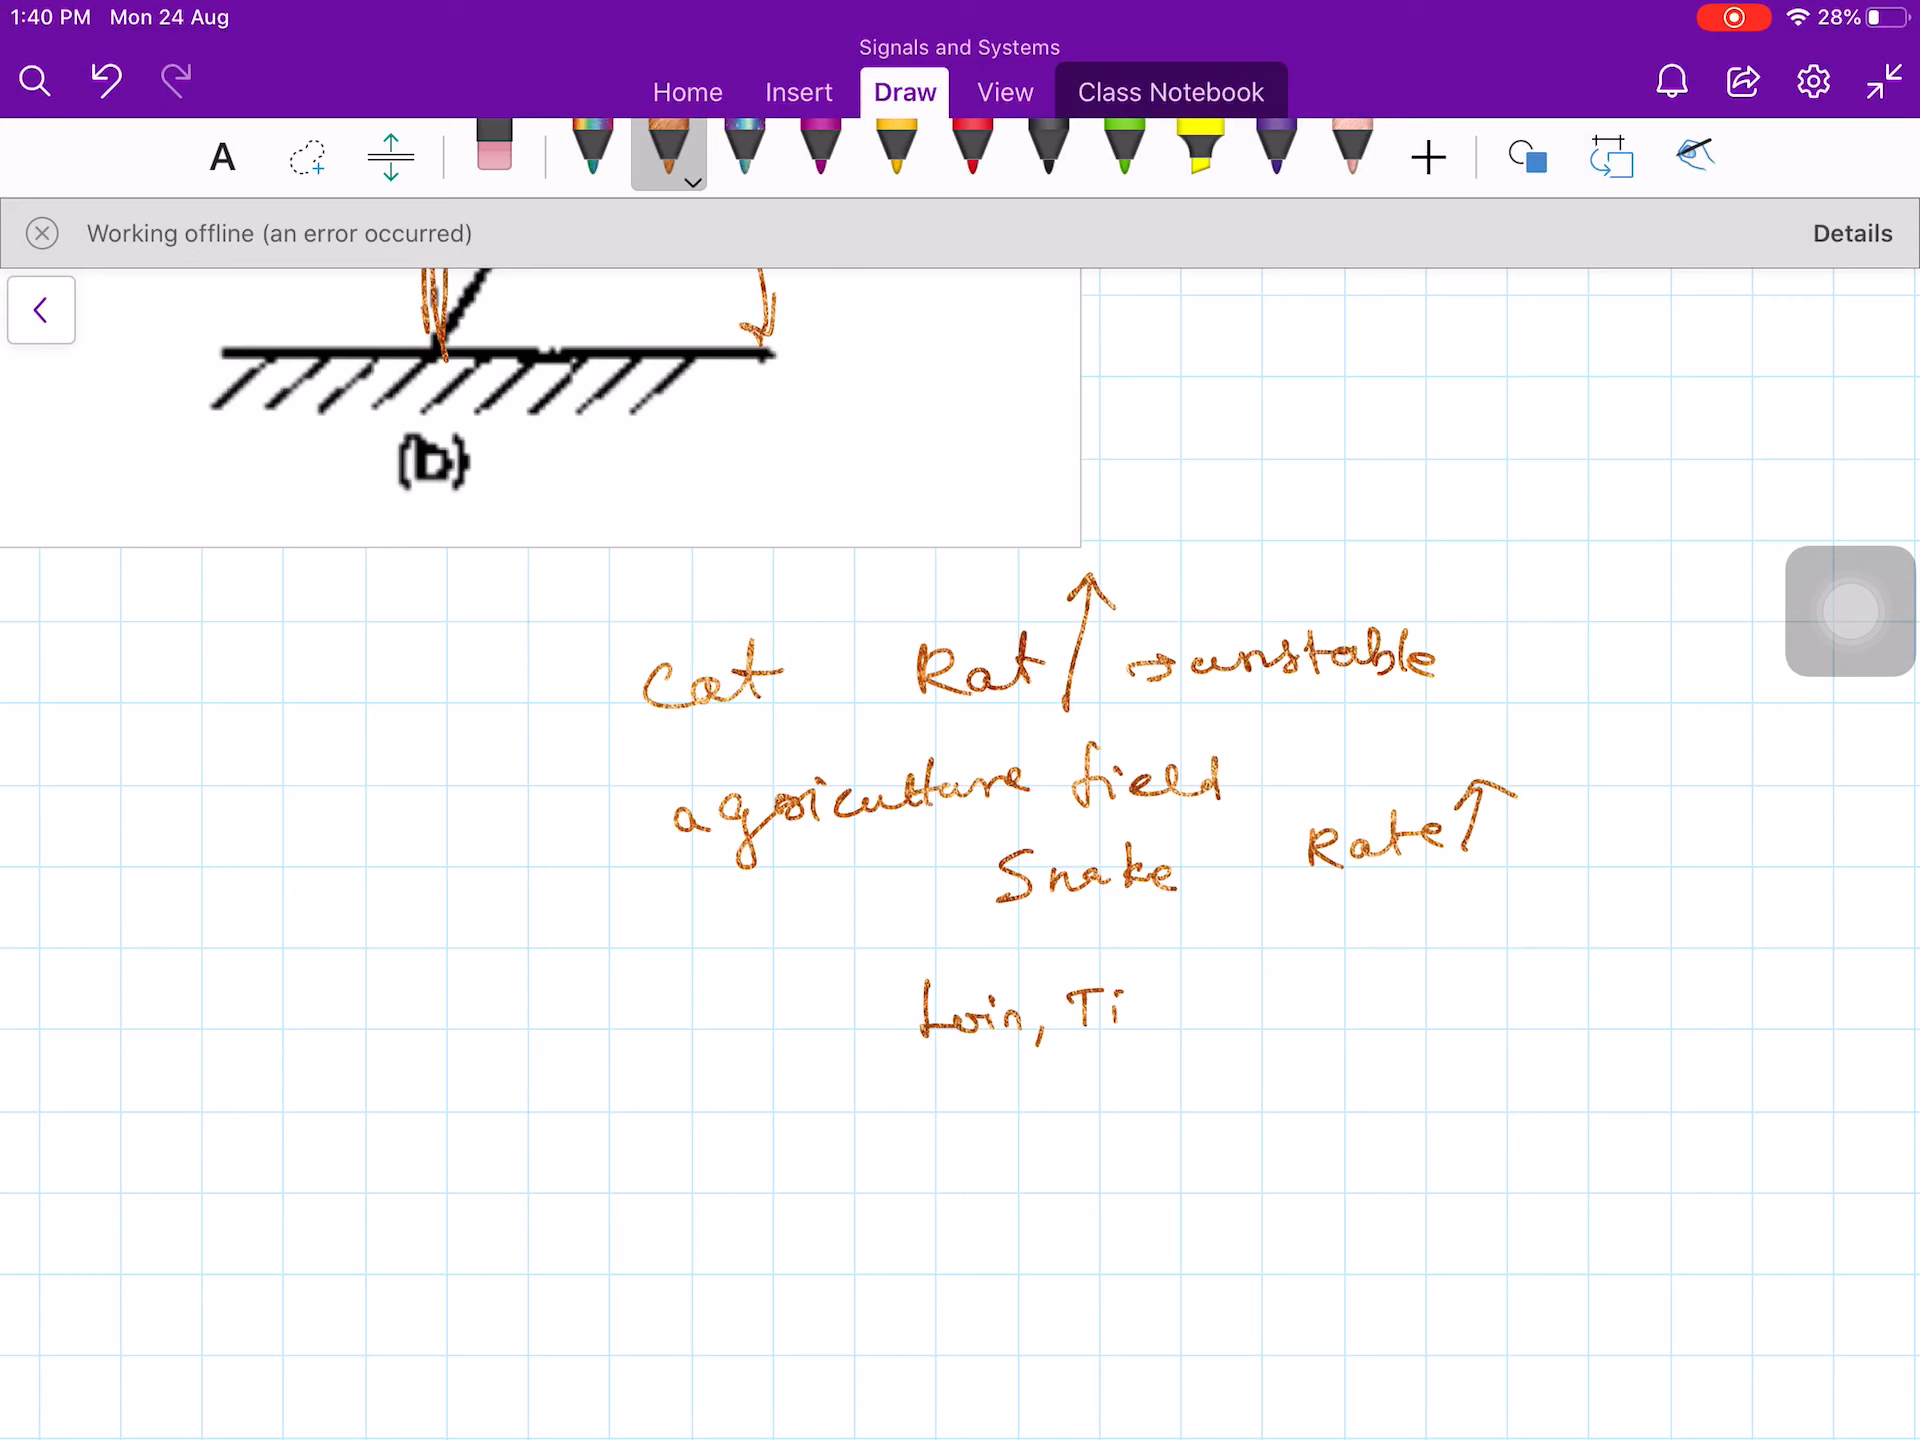 1:40 PM Mon 24 Aug
28%
Signals and Systems
Home Insert Draw View Class Notebook
A
Working offline (an error occurred) Details
(b)
Cat Rat ↑ → unstable
agriculture field
Rate ↑
Snake
Loin, Ti